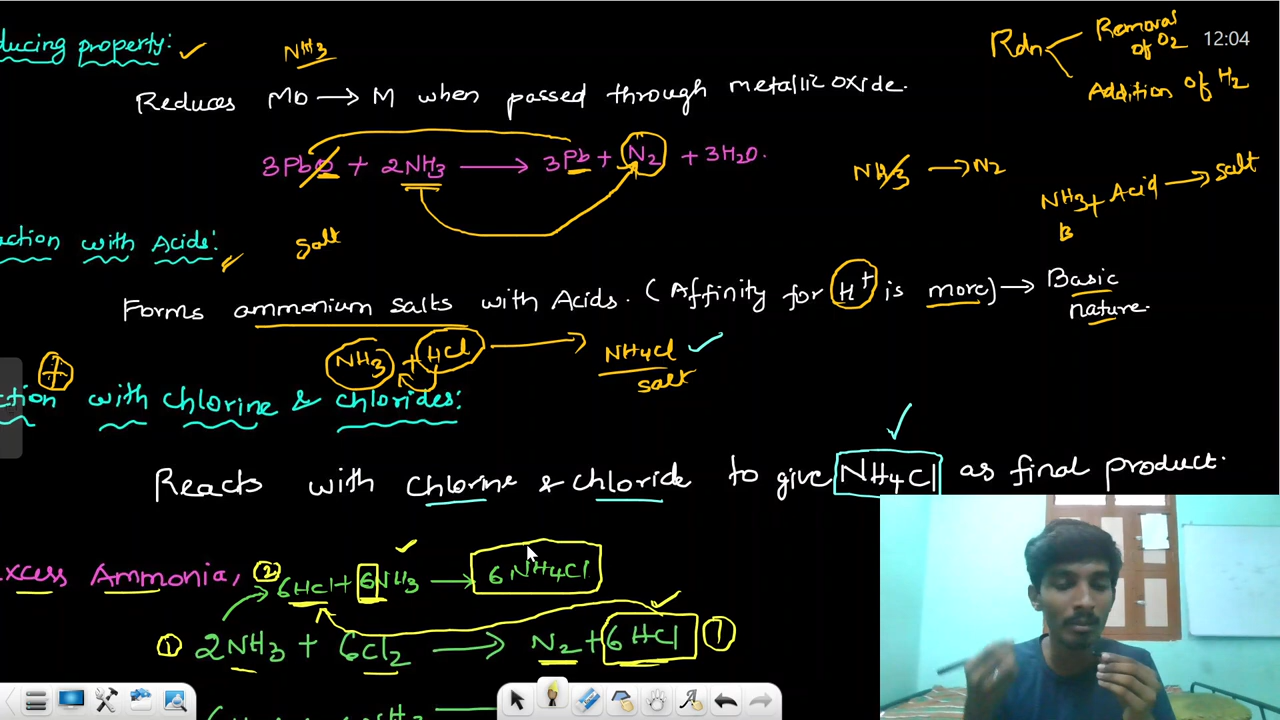 ducing property:
NH3
Rdn
Removal
of O2
12:04
Addition of H2
Reduces MO → M when passed through metallic oxide.
3PbO + 2NH3 → 3Pb + N2 + 3H2O.
NH3 → N2
NH3 + Acid → salt
B
ction with Acids:
salt
Forms ammonium salts with Acids. (Affinity for H+ is more) → Basic
nature.
NH3 + HCl → NH4Cl
salt
+
ction with chlorine & chlorides:
Reacts with chlorine & chloride to give NH4Cl as final product.
xcess Ammonia,
② 6HCl + 6NH3 → 6NH4Cl
① 2NH3 + 6Cl2 → N2 + 6HCl ①